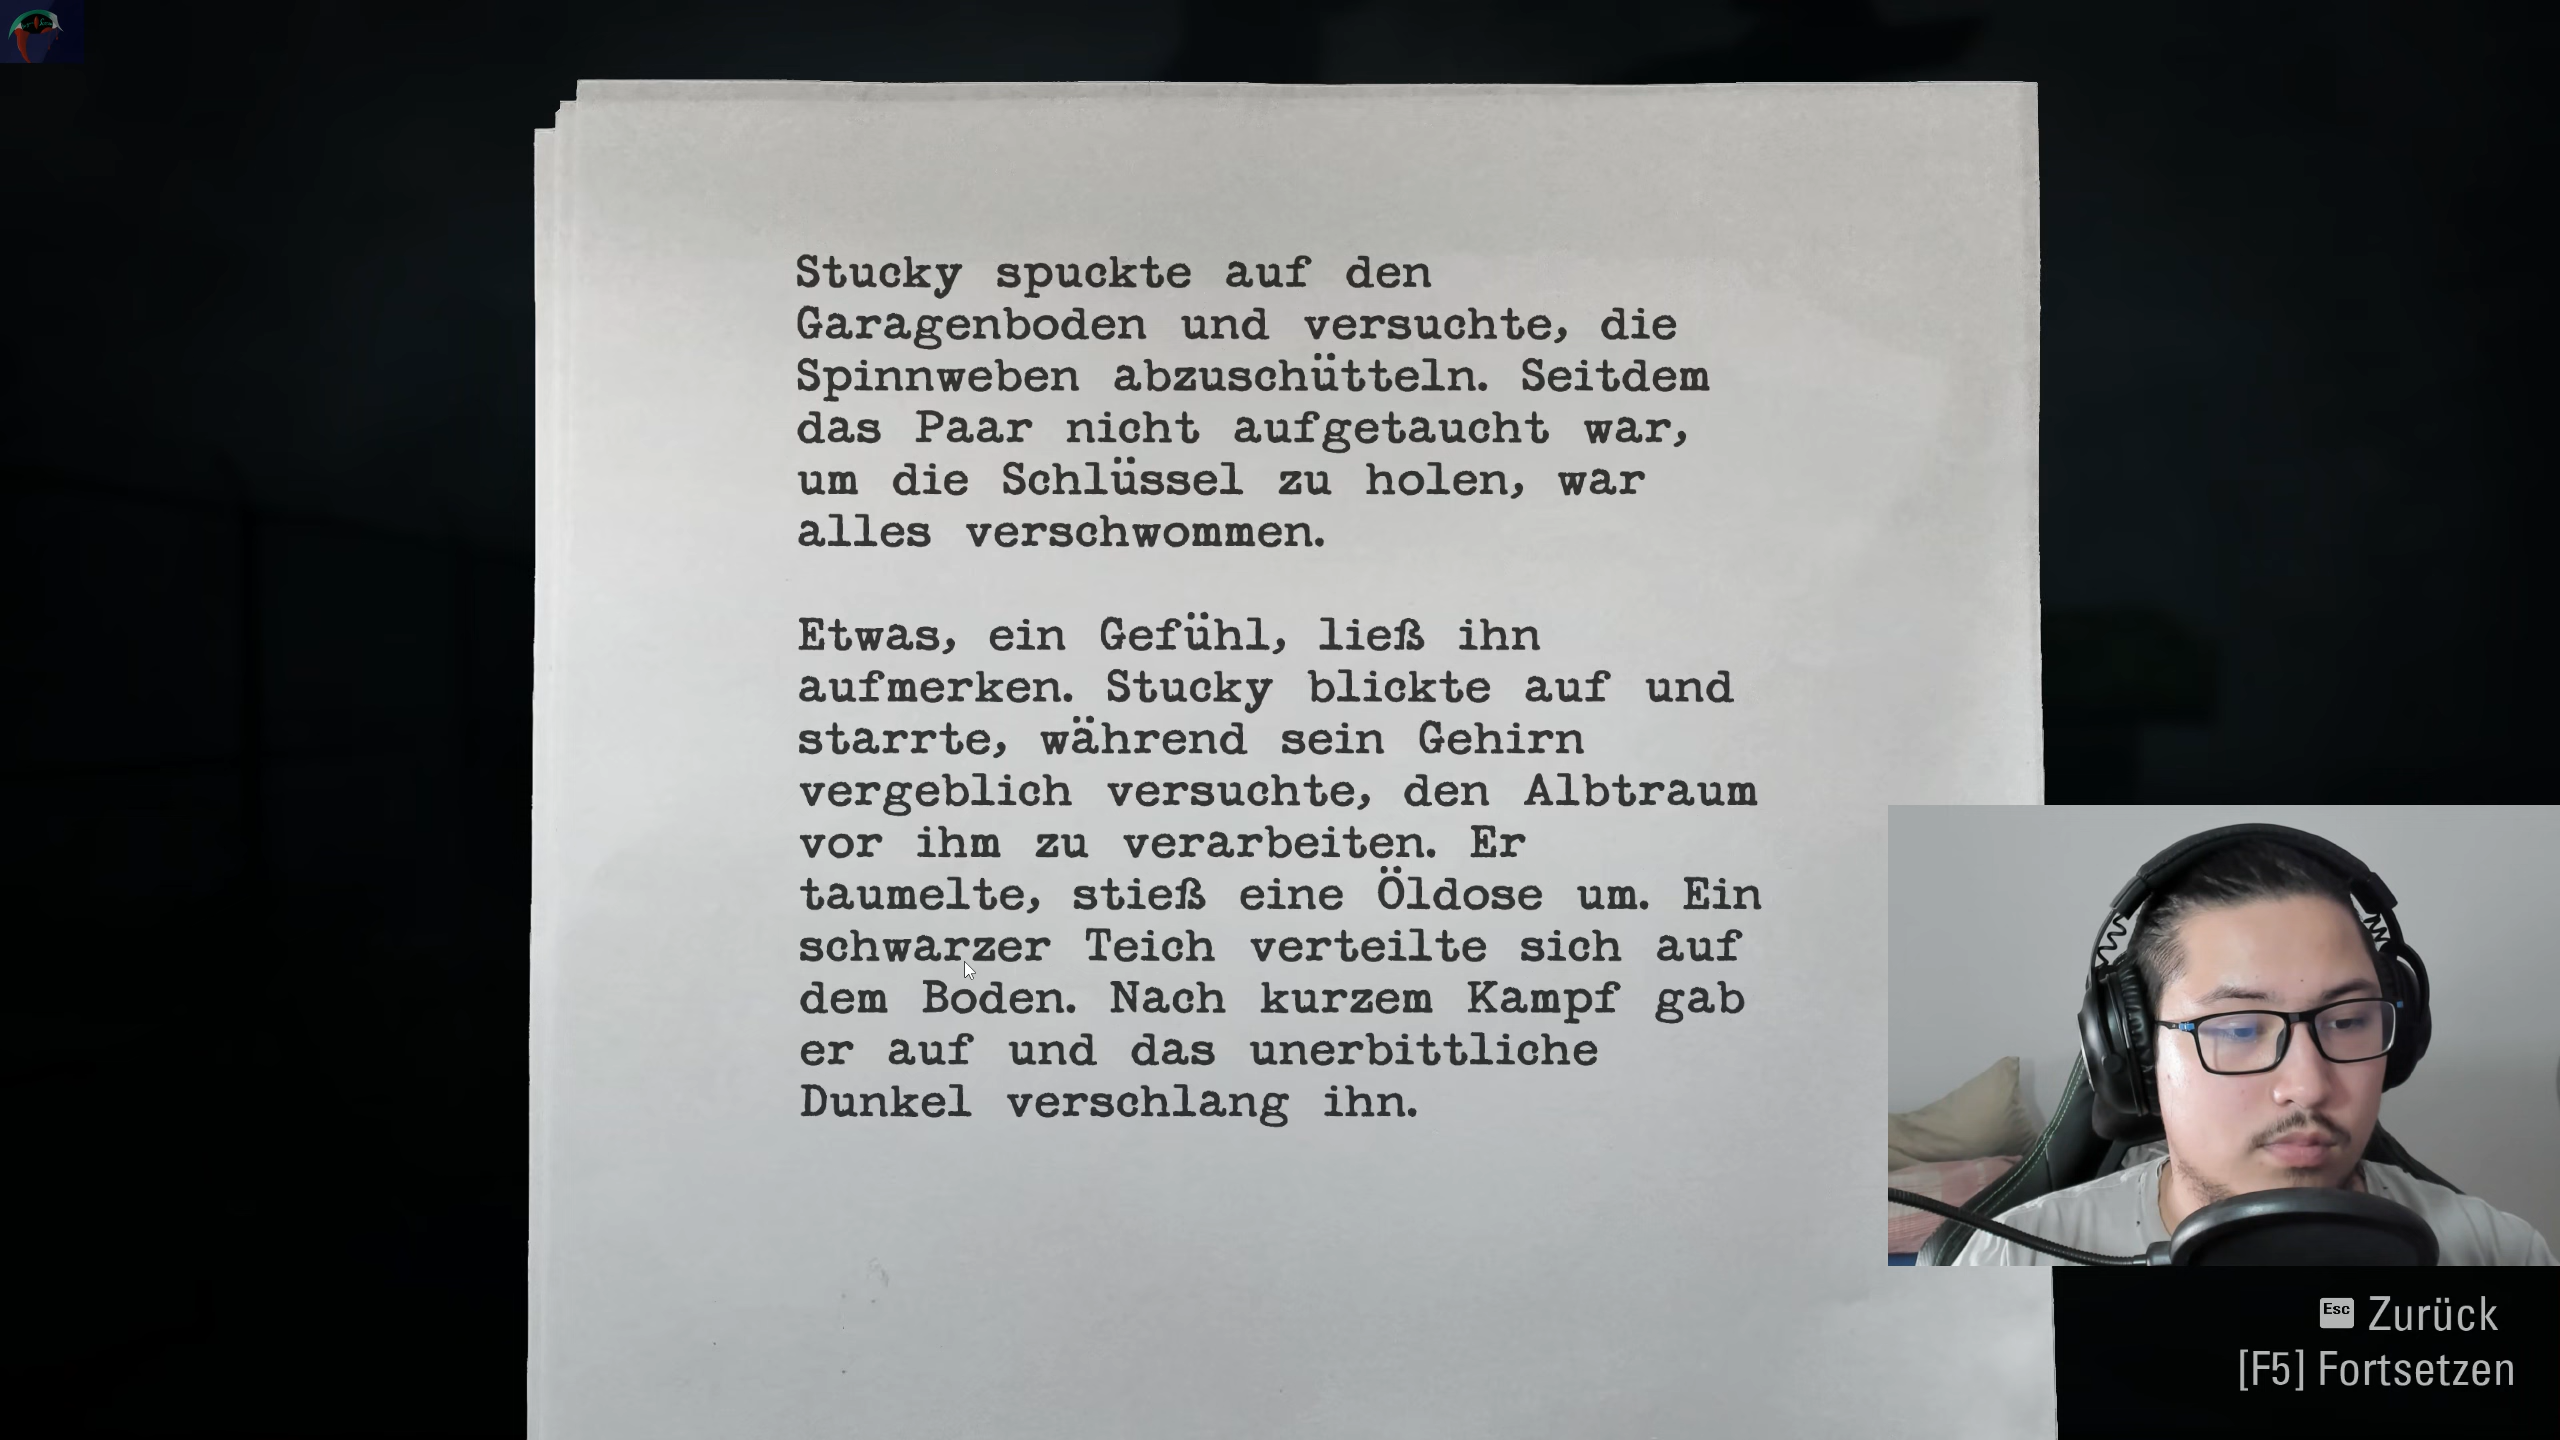 Stucky spuckte auf den
Garagenboden und versuchte, die
Spinnweben abzuschütteln. Seitdem
das Paar nicht aufgetaucht war,
um die Schlüssel zu holen, war
alles verschwommen.
Etwas, ein Gefühl, ließ ihn
aufmerken. Stucky blickte auf und
starrte, während sein Gehirn
vergeblich versuchte, den Albtraum
vor ihm zu verarbeiten. Er
taumelte, stieß eine Öldose um. Ein
schwarzer Teich verteilte sich auf
dem Boden. Nach kurzem Kampf gab
er auf und das unerbittliche
Dunkel verschlang ihn.
Esc Zurück
[F5] Fortsetzen